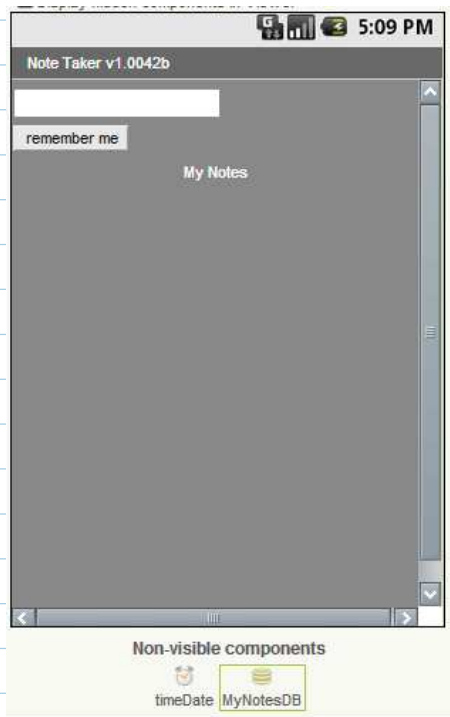 5:09 PM
Note Taker v1.0042b
remember me
My Notes
Non-visible components
timeDate MyNotesDB